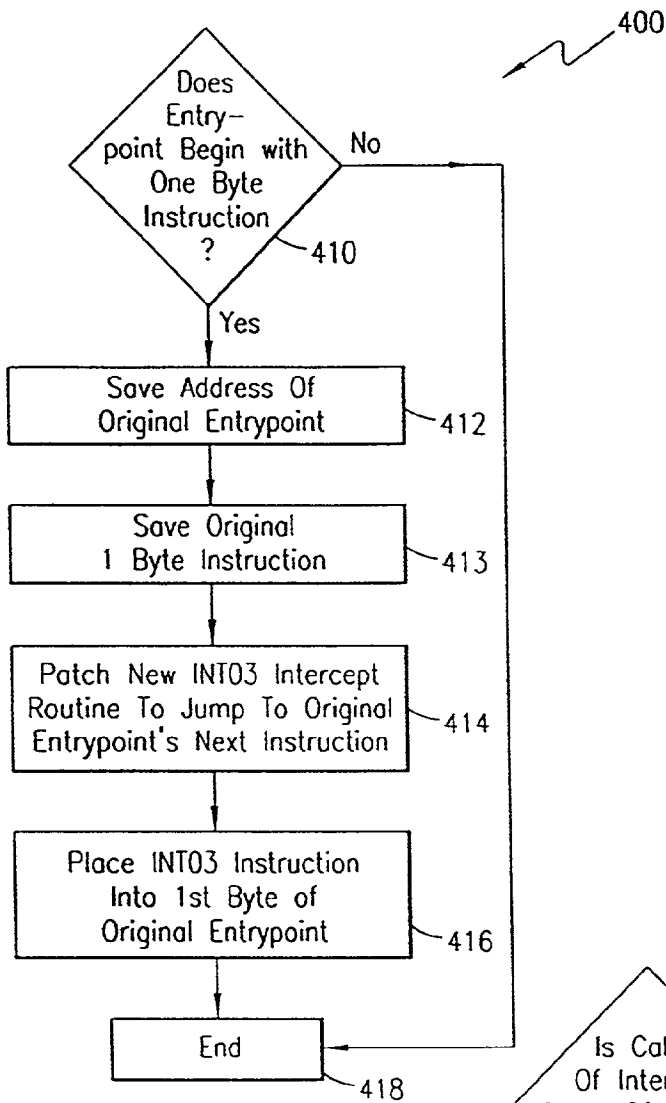 400
Does
Entry-
point Begin with
One Byte
Instruction
?
No
410
Yes
Save Address Of
Original Entrypoint
412
Save Original
1 Byte Instruction
413
Patch New INT03 Intercept
Routine To Jump To Original
Entrypoint's Next Instruction
414
Place INT03 Instruction
Into 1st Byte of
Original Entrypoint
416
End
418
Is
Of